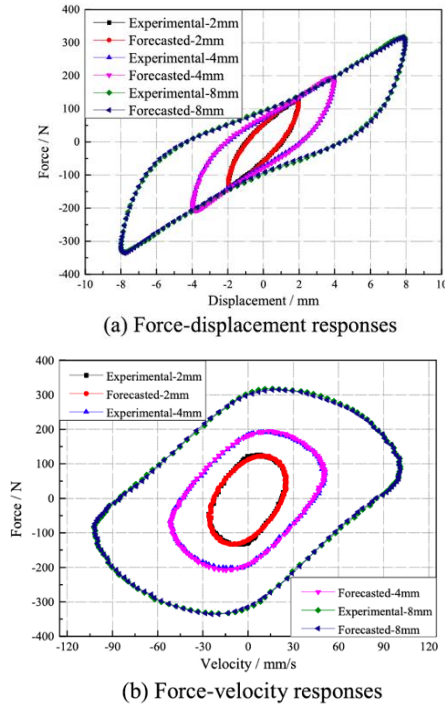 400
300
200
100
0
-100
-200
-300
-400
Force / N
Experimental-2mm
Forecasted-2mm
Experimental-4mm
Forecasted-4mm
Experimental-8mm
Forecasted-8mm
-10 -8 -6 -4 -2 0 2 4 6 8 10
Displacement / mm
(a) Force-displacement responses
400
300
200
100
0
-100
-200
-300
-400
Force / N
Experimental-2mm
Forecasted-2mm
Experimental-4mm
Forecasted-4mm
Experimental-8mm
Forecasted-8mm
-120 -90 -60 -30 0 30 60 90 120
Velocity / mm/s
(b) Force-velocity responses